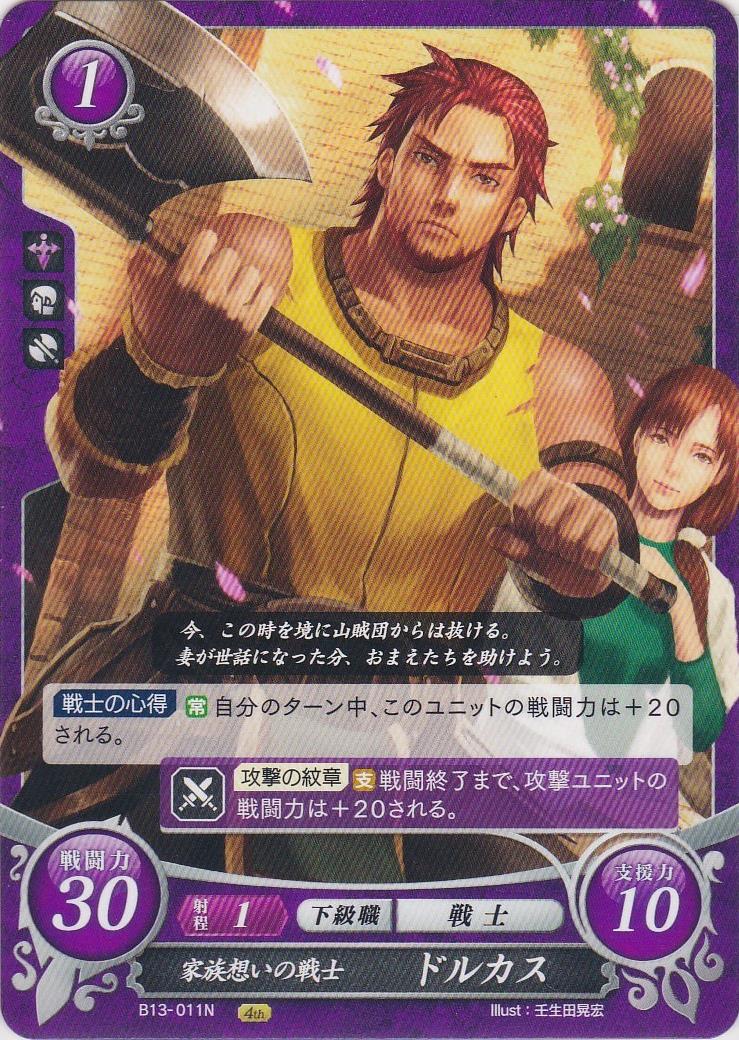 1
今、この時を境に山賊団からは抜ける。
妻が世話になった分、おまえたちを助けよう。
戦士の心得 常 自分のターン中、このユニットの戦闘力は＋20
される。
攻撃の紋章 支 戦闘終了まで、攻撃ユニットの
戦闘力は＋20される。
戦闘力
30
射程 1
下級職 戦士
支援力
10
家族想いの戦士 ドルカス
B13-011N 4th Illust：壬生田晃宏